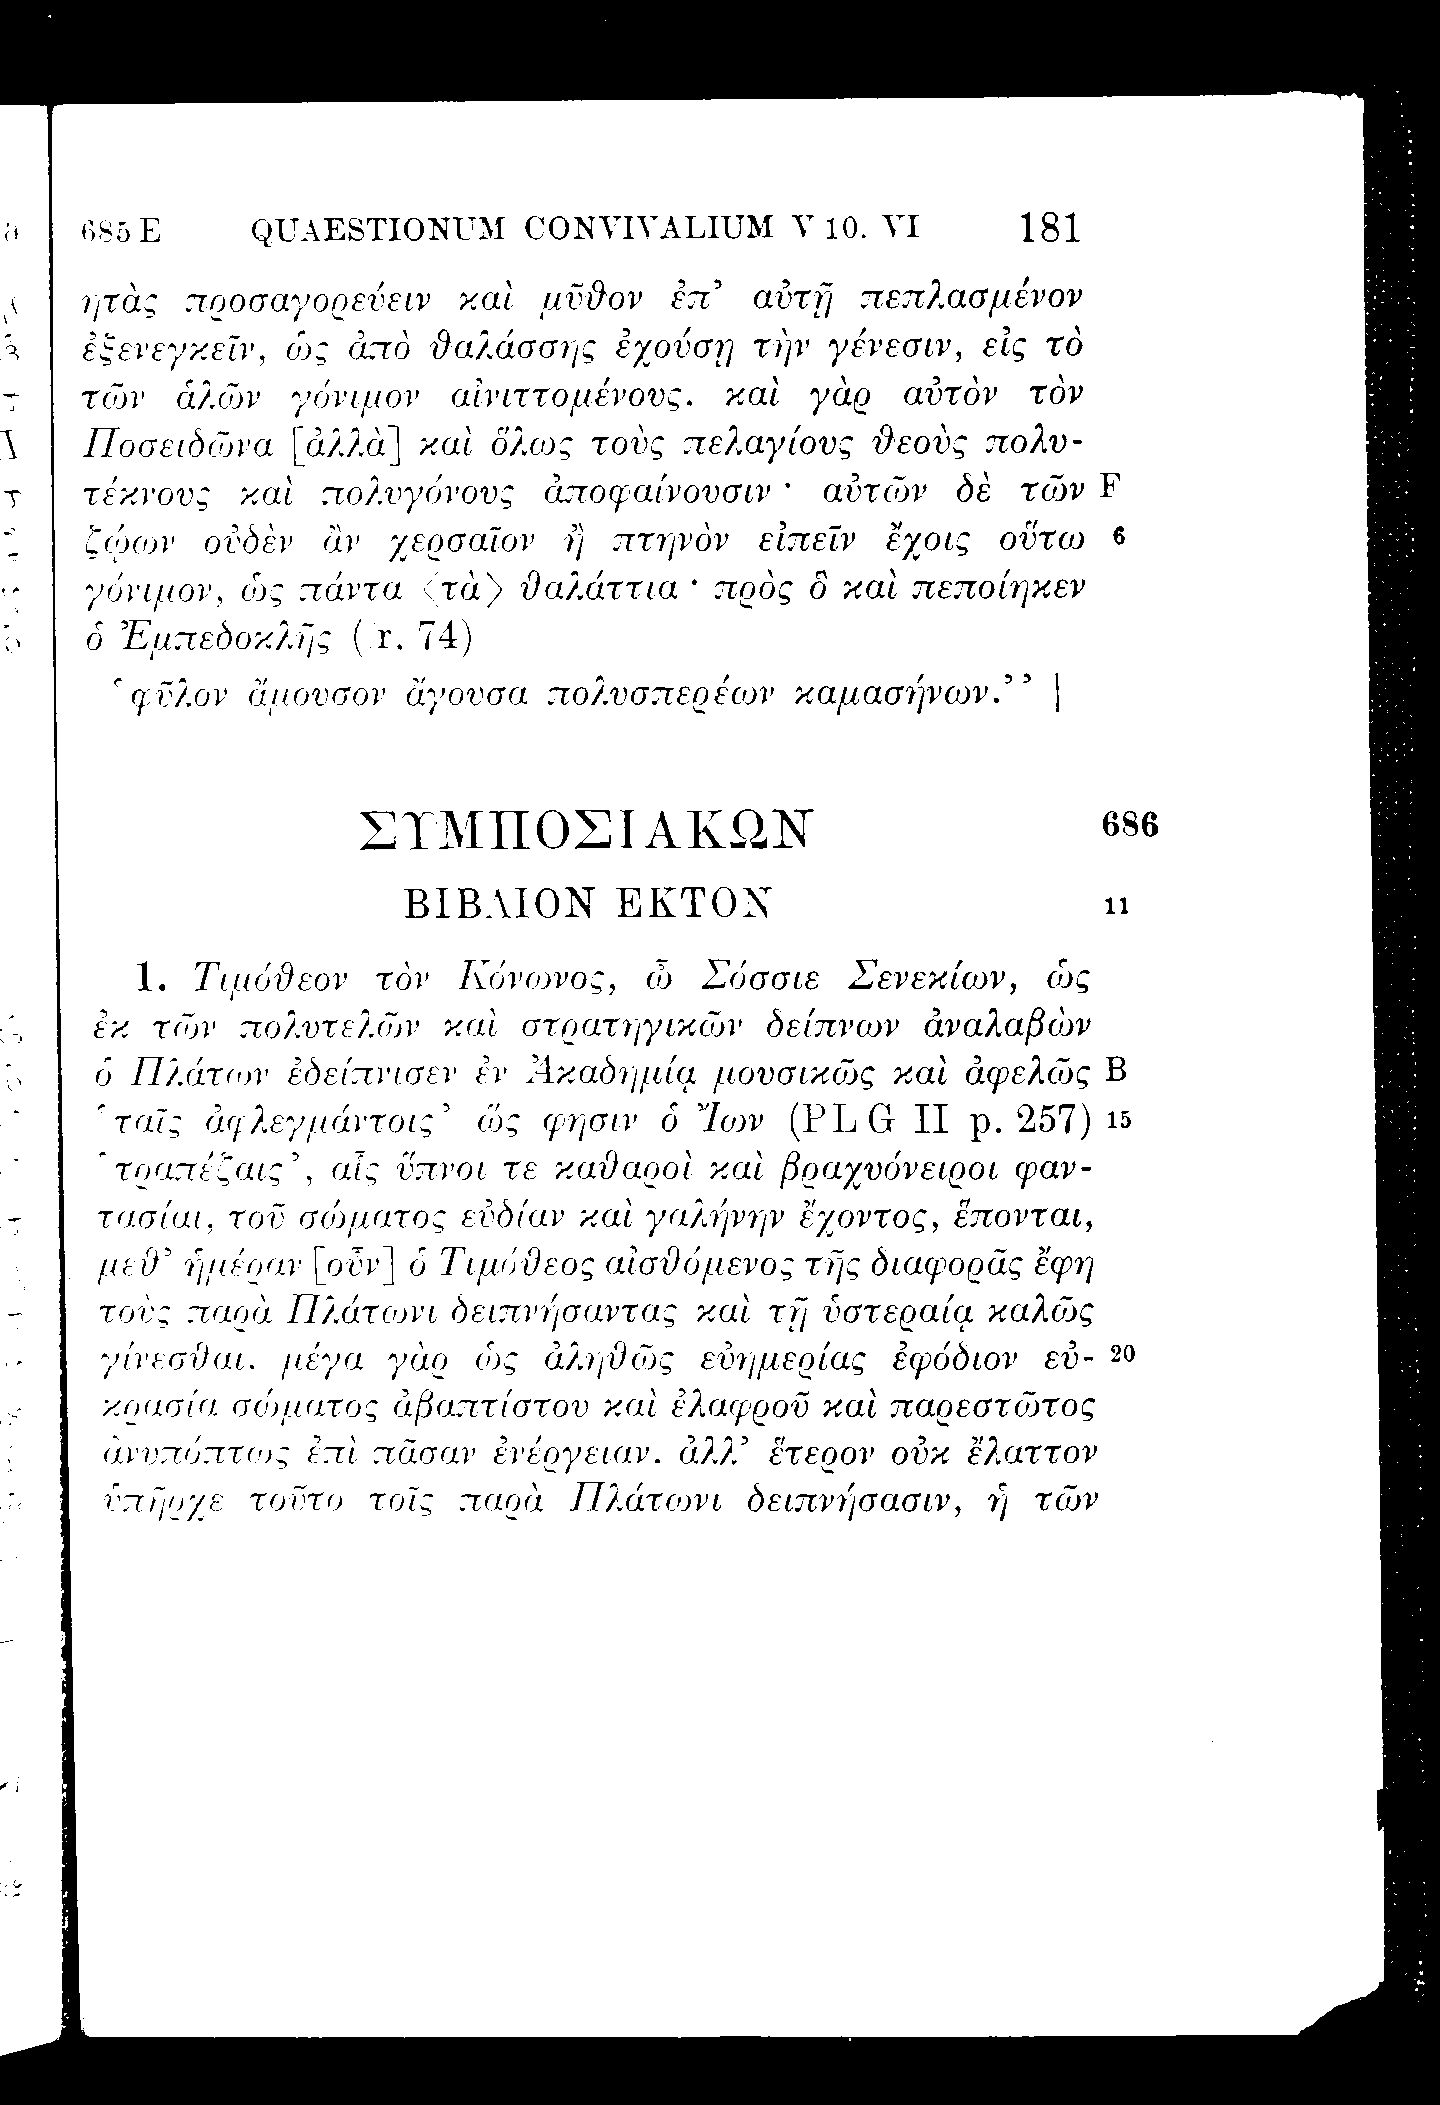 685 E QUAESTIONUM CONVIVALIUM V 10. VI 181
ητὰς προσαγορεύειν καὶ μῦθον ἐπ’ αὐτῇ πεπλασμένον
ἐξενεγκεῖν, ὡς ἀπὸ θαλάσσης ἐχούσῃ τὴν γένεσιν, εἰς τὸ
τῶν ἁλῶν γόνιμον αἰνιττομένους. καὶ γὰρ αὐτὸν τὸν
Ποσειδῶνα [ἀλλὰ] καὶ ὅλως τοὺς πελαγίους θεοὺς πολυ-
τέκνους καὶ πολυγόνους ἀποφαίνουσιν · αὐτῶν δὲ τῶν F
ζῴων οὐδὲν ἂν χερσαῖον ἢ πτηνὸν εἰπεῖν ἔχοις οὕτω 6
γόνιμον, ὡς πάντα ⟨τὰ⟩ θαλάττια · πρὸς ὃ καὶ πεποίηκεν
ὁ Ἐμπεδοκλῆς ( r. 74)
‘φῦλον ἄμουσον ἄγουσα πολυσπερέων καμασήνων.’’ |
ΣΥΜΠΟΣΙΑΚΩΝ 686
ΒΙΒΛΙΟΝ ΕΚΤΟΝ 11
1. Τιμόθεον τὸν Κόνωνος, ὦ Σόσσιε Σενεκίων, ὡς
ἐκ τῶν πολυτελῶν καὶ στρατηγικῶν δείπνων ἀναλαβὼν
ὁ Πλάτων ἐδείπνισεν ἐν Ἀκαδημίᾳ μουσικῶς καὶ ἀφελῶς B
‘ταῖς ἀφλεγμάντοις’ ὥς φησιν ὁ Ἴων (PLG II p. 257) 15
‘τραπέζαις’, αἷς ὕπνοι τε καθαροὶ καὶ βραχυόνειροι φαν-
τασίαι, τοῦ σώματος εὐδίαν καὶ γαλήνην ἔχοντος, ἕπονται,
μεθ’ ἡμέραν [οὖν] ὁ Τιμόθεος αἰσθόμενος τῆς διαφορᾶς ἔφη
τοὺς παρὰ Πλάτωνι δειπνήσαντας καὶ τῇ ὑστεραίᾳ καλῶς
γίνεσθαι. μέγα γὰρ ὡς ἀληθῶς εὐημερίας ἐφόδιον εὐ- 20
κρασία σώματος ἀβαπτίστου καὶ ἐλαφροῦ καὶ παρεστῶτος
ἀνυπόπτως ἐπὶ πᾶσαν ἐνέργειαν. ἀλλ’ ἕτερον οὐκ ἔλαττον
ὑπῆρχε τοῦτο τοῖς παρὰ Πλάτωνι δειπνήσασιν, ἡ τῶν